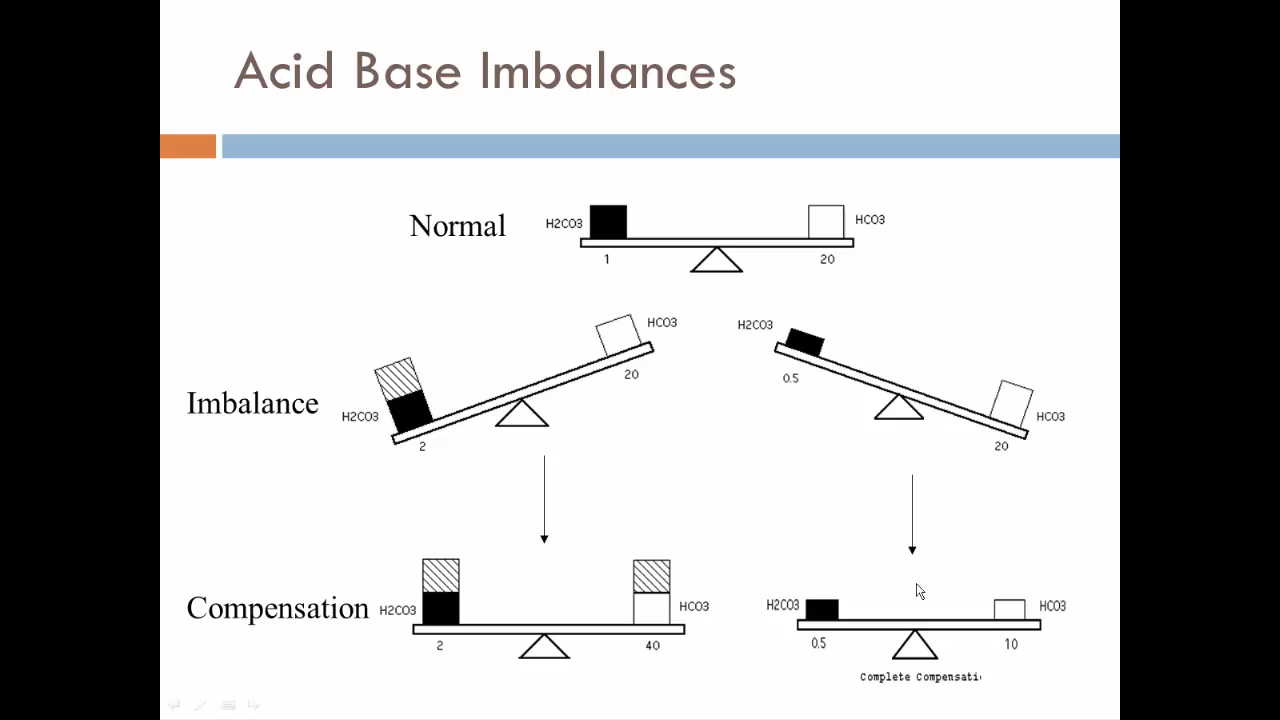 Acid Base Imbalances
Normal
H2CO3
HCO3
1
20
HCO3
20
H2CO3
0.5
Imbalance
H2CO3
2
HCO3
20
Compensation
H2CO3
HCO3
2
40
H2CO3
HCO3
0.5
10
Complete Compensati